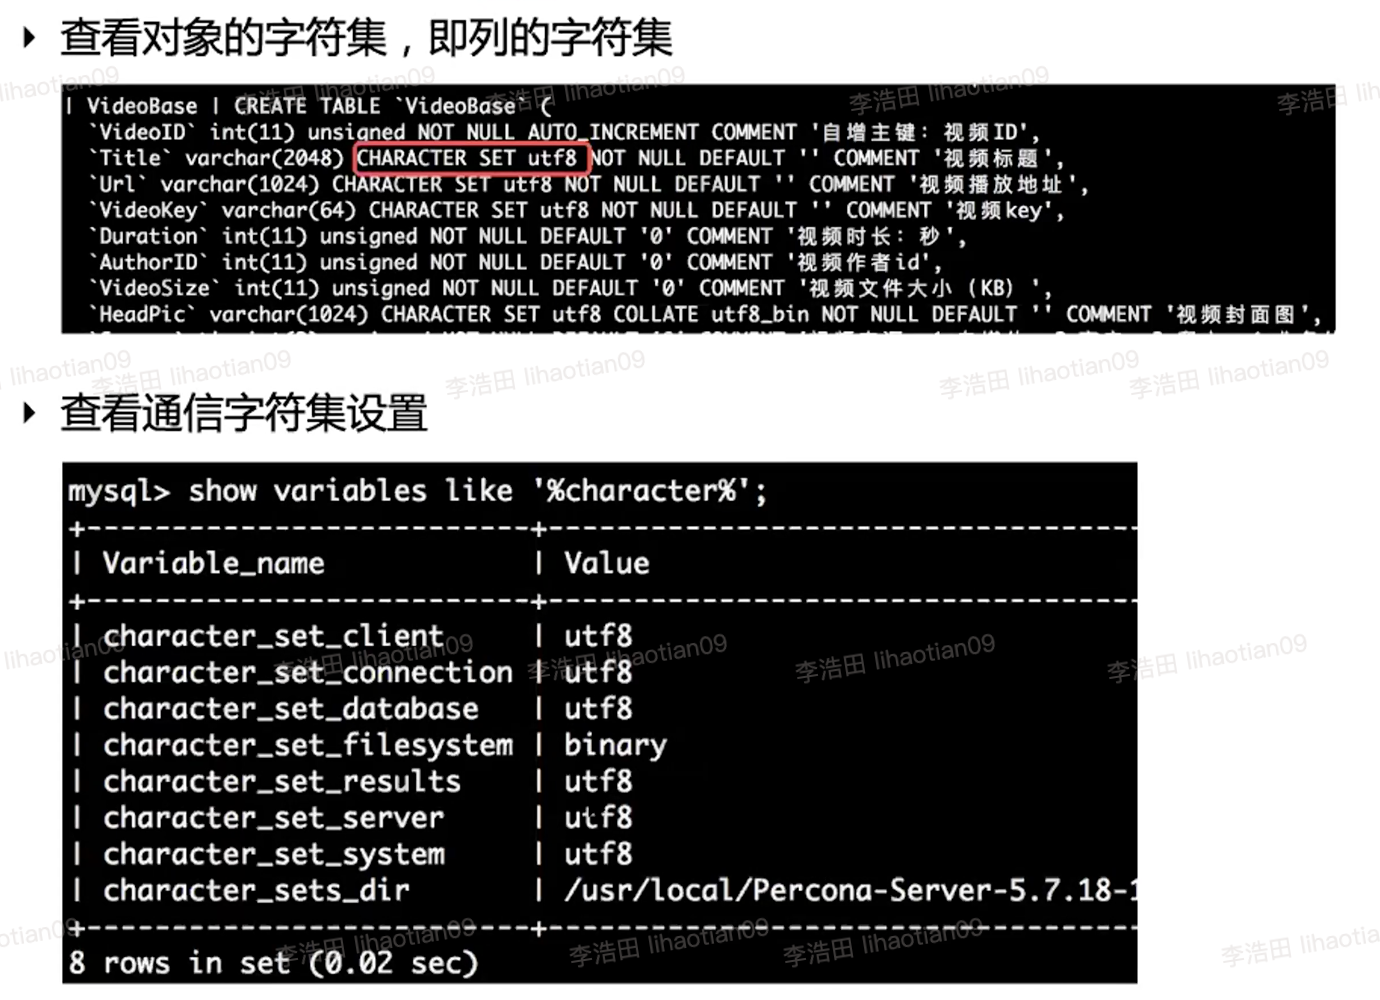 查看对象的字符集，即列的字符集
| VideoBase | CREATE TABLE `VideoBase` (
`VideoID` int(11) unsigned NOT NULL AUTO_INCREMENT COMMENT '自增主键：视频ID',
`Title` varchar(2048) CHARACTER SET utf8 NOT NULL DEFAULT '' COMMENT '视频标题',
`Url` varchar(1024) CHARACTER SET utf8 NOT NULL DEFAULT '' COMMENT '视频播放地址',
`VideoKey` varchar(64) CHARACTER SET utf8 NOT NULL DEFAULT '' COMMENT '视频key',
`Duration` int(11) unsigned NOT NULL DEFAULT '0' COMMENT '视频时长：秒',
`AuthorID` int(11) unsigned NOT NULL DEFAULT '0' COMMENT '视频作者id',
`VideoSize` int(11) unsigned NOT NULL DEFAULT '0' COMMENT '视频文件大小（KB）',
`HeadPic` varchar(1024) CHARACTER SET utf8 COLLATE utf8_bin NOT NULL DEFAULT '' COMMENT '视频封面图',
查看通信字符集设置
mysql> show variables like '%character%';
| Variable_name | Value
| character_set_client | utf8
| character_set_connection | utf8
| character_set_database | utf8
| character_set_filesystem | binary
| character_set_results | utf8
| character_set_server | utf8
| character_set_system | utf8
| character_sets_dir | /usr/local/Percona-Server-5.7.18-1
8 rows in set (0.02 sec)
李浩田 lihaotian09